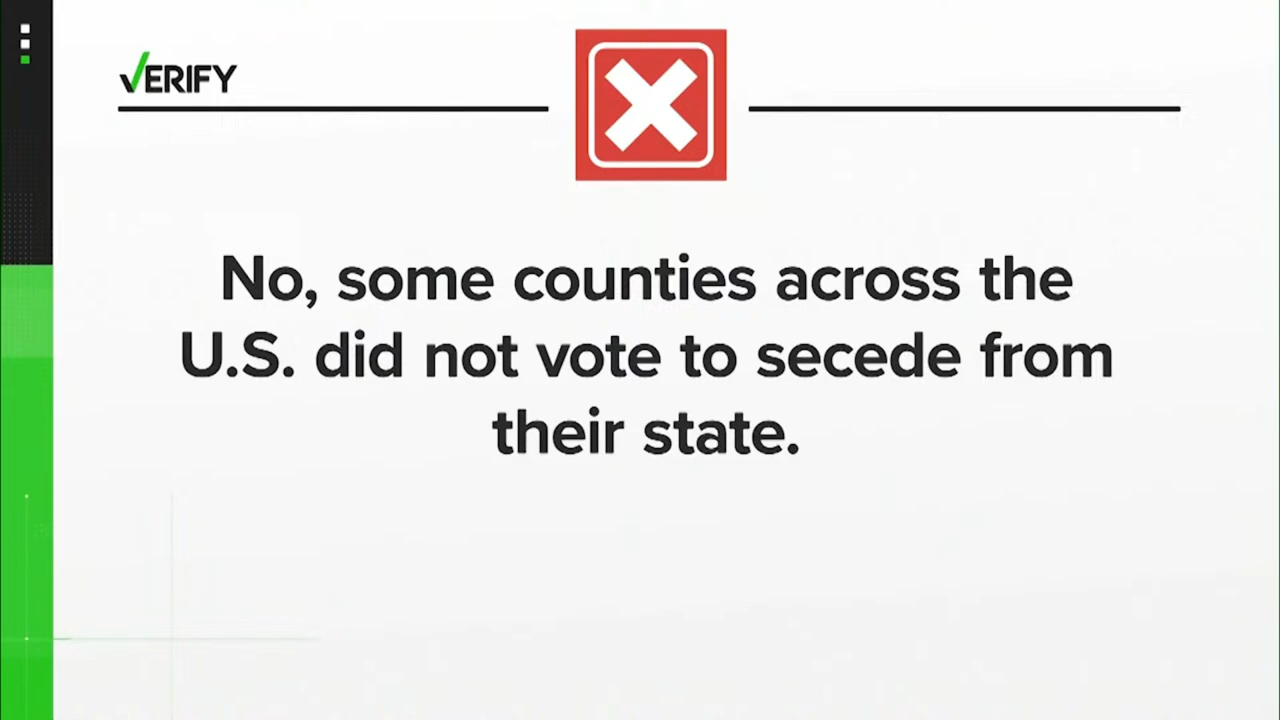 VERIFY
No, some counties across the
U.S. did not vote to secede from
their state.